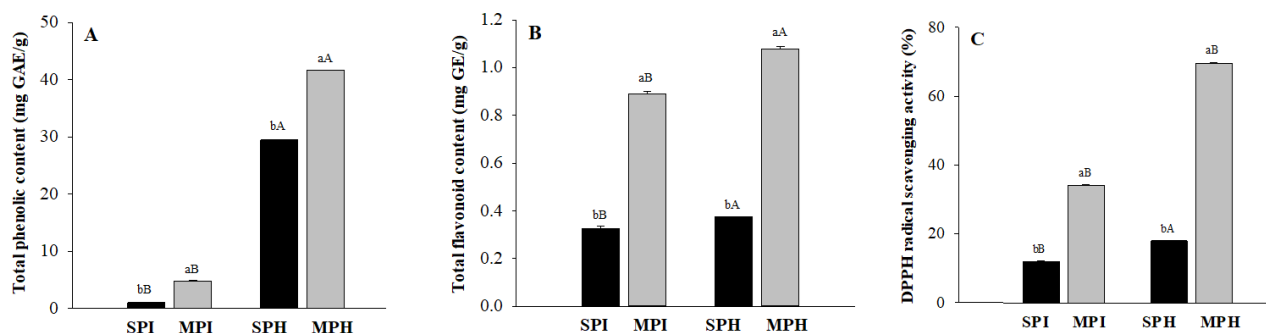 A
Total phenolic content (mg GAE/g)
50
40
30
20
10
0
bB
aB
bA
aA
SPI MPI SPH MPH
B
Total flavonoid content (mg GE/g)
1.2
1.0
0.8
0.6
0.4
0.2
0.0
bB
aB
bA
aA
SPI MPI SPH MPH
C
DPPH radical scavenging activity (%)
80
60
40
20
0
bB
aB
bA
aB
SPI MPI SPH MPH